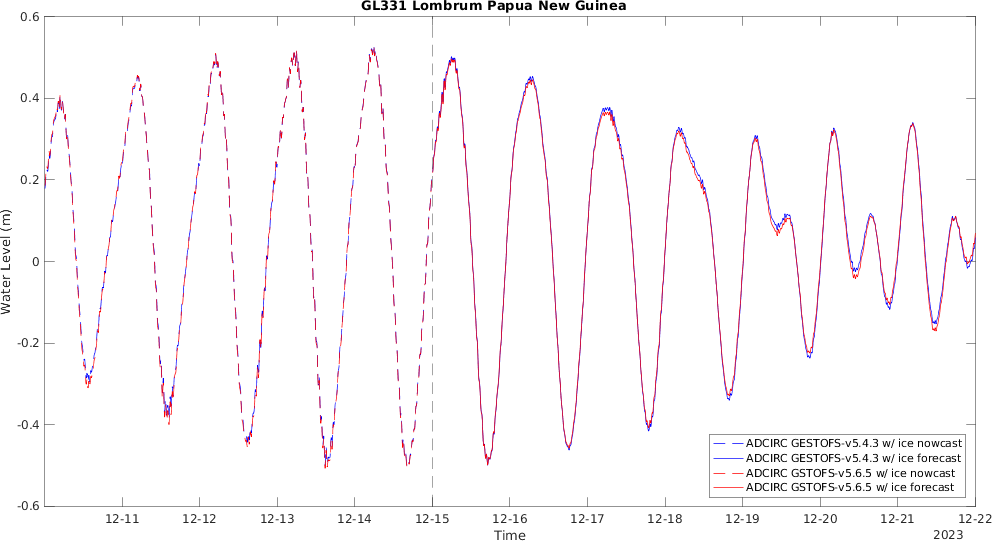 GL331 Lombrum Papua New Guinea
0.6
0.4
0.2
0
-0.2
-0.4
-0.6
Water Level (m)
ADCIRC GESTOFS-v5.4.3 w/ ice nowcast
ADCIRC GESTOFS-v5.4.3 w/ ice forecast
ADCIRC GSTOFS-v5.6.5 w/ ice nowcast
ADCIRC GSTOFS-v5.6.5 w/ ice forecast
12-11 12-12 12-13 12-14 12-15 12-16 12-17 12-18 12-19 12-20 12-21 12-22
Time 2023